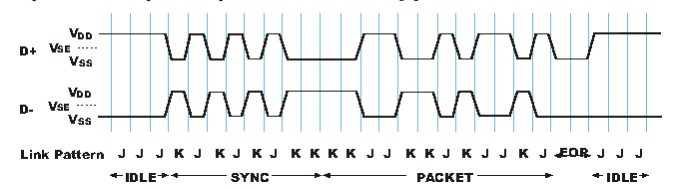 VDD
D+ VSE
VSS
VDD
D- VSE
VSS
Link Pattern J J J K J K J K J K K K K J J K K J J K J J EOP J J J
IDLE SYNC PACKET IDLE